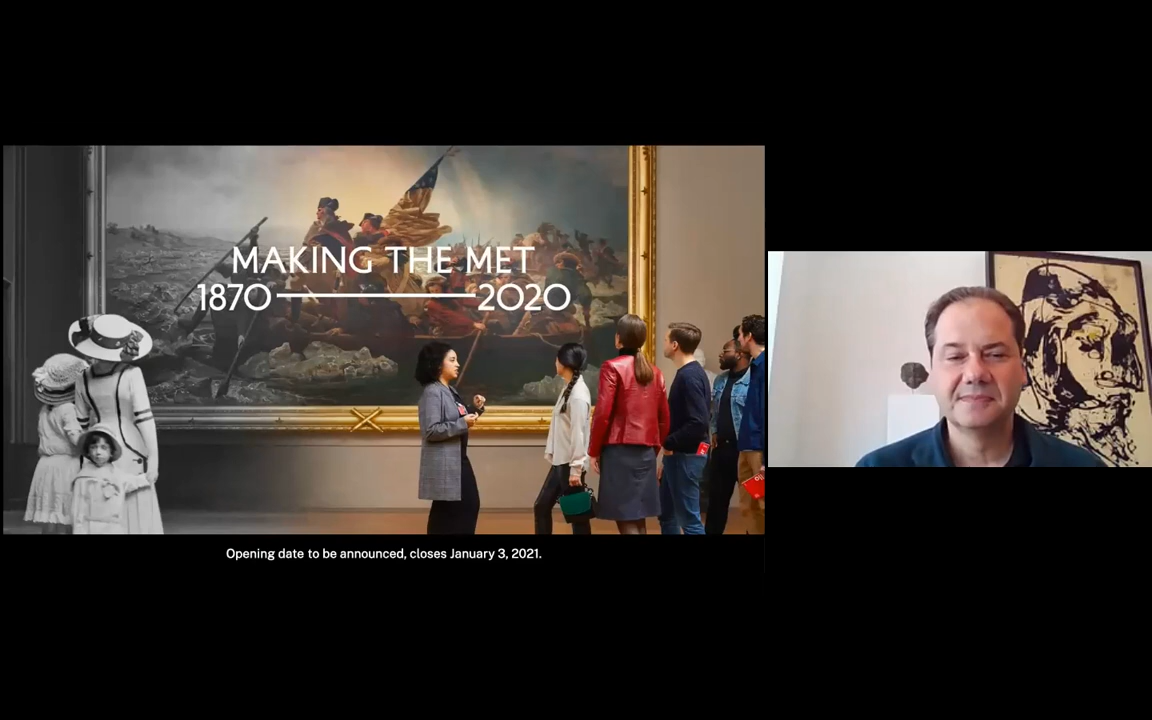 MAKING THE MET
1870 2020
Opening date to be announced, closes January 3, 2021.